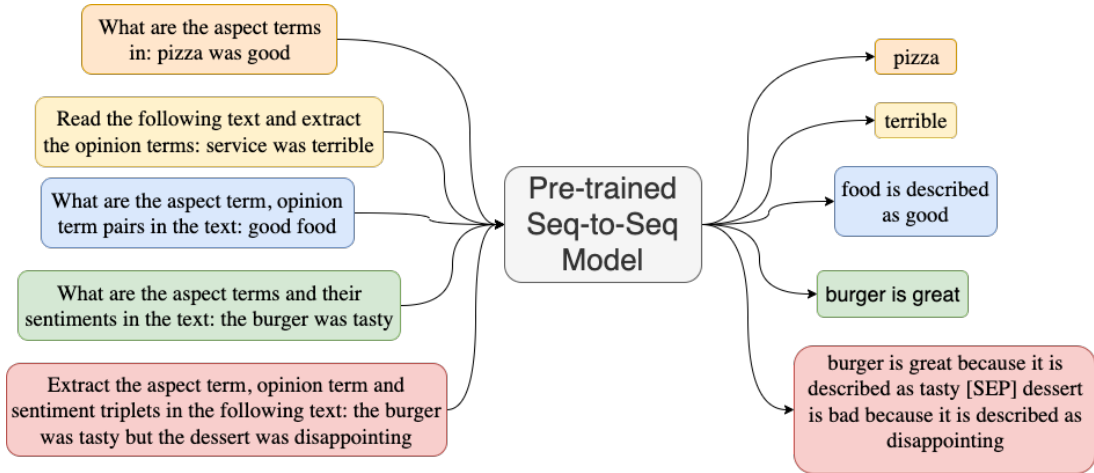 What are the aspect terms
in: pizza was good
Read the following text and extract
the opinion terms: service was terrible
What are the aspect term, opinion
term pairs in the text: good food
What are the aspect terms and their
sentiments in the text: the burger was tasty
Extract the aspect term, opinion term and
sentiment triplets in the following text: the burger
was tasty but the dessert was disappointing
Pre-trained
Seq-to-Seq
Model
pizza
terrible
food is described
as good
burger is great
burger is great because it is
described as tasty [SEP] dessert
is bad because it is described as
disappointing